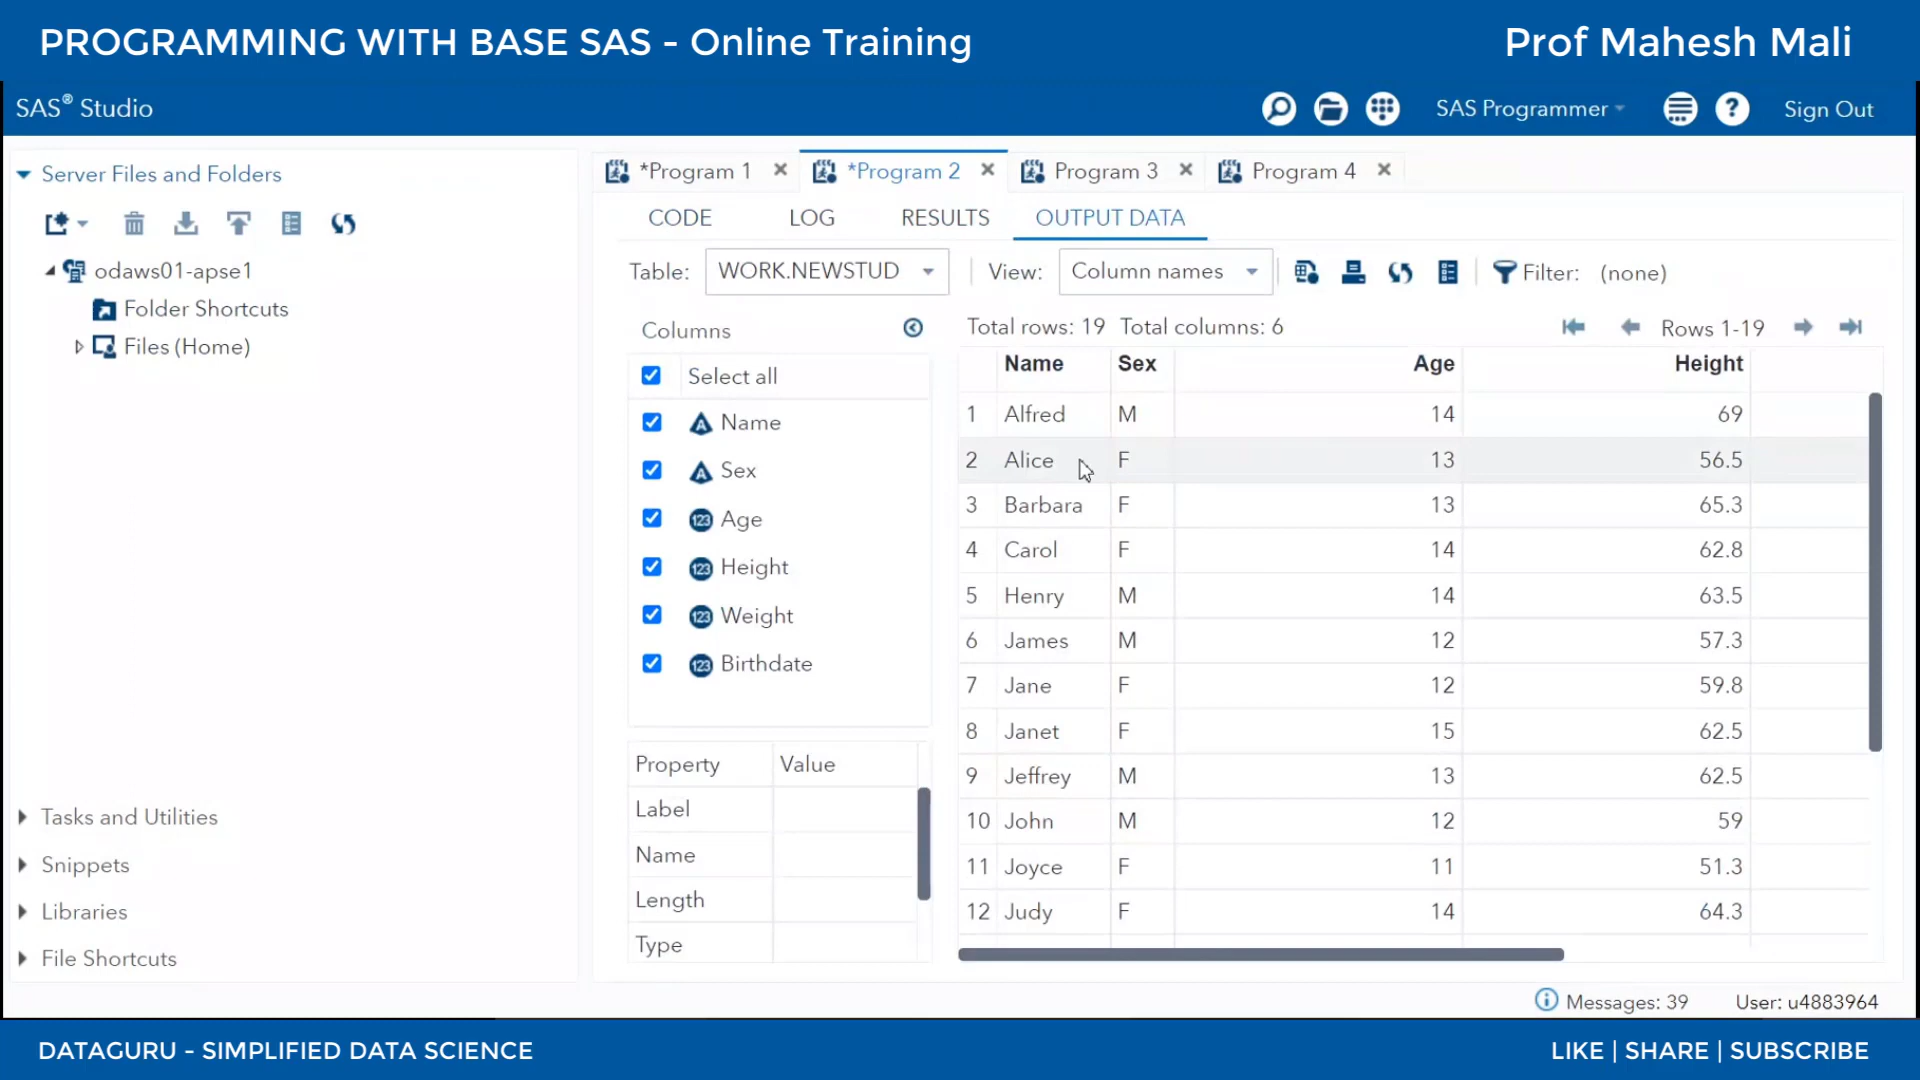 PROGRAMMING WITH BASE SAS - Online Training
Prof Mahesh Mali
SAS® Studio
SAS Programmer
Sign Out
Server Files and Folders
odaws01-apse1
Folder Shortcuts
Files (Home)
Tasks and Utilities
Snippets
Libraries
File Shortcuts
*Program 1
*Program 2
Program 3
Program 4
CODE LOG RESULTS OUTPUT DATA
Table: WORK.NEWSTUD View: Column names Filter: (none)
Columns
Select all
Name
Sex
Age
Height
Weight
Birthdate
Property Value
Label
Name
Length
Type
Total rows: 19 Total columns: 6 Rows 1-19
Name Sex Age Height
1 Alfred M 14 69
2 Alice F 13 56.5
3 Barbara F 13 65.3
4 Carol F 14 62.8
5 Henry M 14 63.5
6 James M 12 57.3
7 Jane F 12 59.8
8 Janet F 15 62.5
9 Jeffrey M 13 62.5
10 John M 12 59
11 Joyce F 11 51.3
12 Judy F 14 64.3
Messages: 39 User: u4883964
DATAGURU - SIMPLIFIED DATA SCIENCE
LIKE | SHARE | SUBSCRIBE